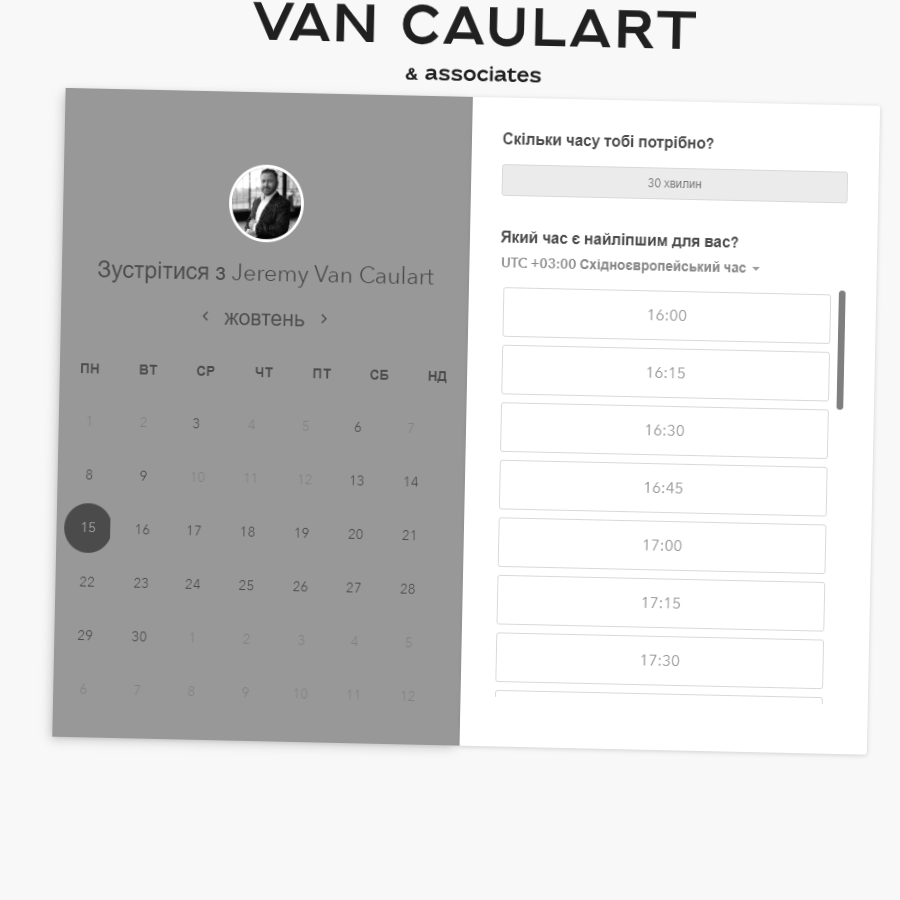 VAN CAULART
& associates
Зустрітися з Jeremy Van Caulart
жовтень
ПН ВТ СР ЧТ ПТ СБ НД
1 2 3 4 5 6 7
8 9 10 11 12 13 14
15 16 17 18 19 20 21
22 23 24 25 26 27 28
29 30 1 2 3 4 5
6 7 8 9 10 11 12
Скільки часу тобі потрібно?
30 хвилин
Який час є найліпшим для вас?
UTC +03:00 Східноєвропейський час
16:00
16:15
16:30
16:45
17:00
17:15
17:30